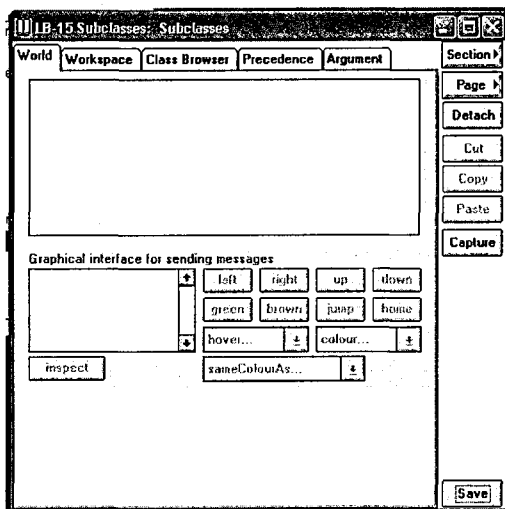 LB-15 Subclasses: Subclasses
World Workspace Class Browser Precedence Argument
Section
Page
Detach
Cut
Copy
Paste
Capture
Graphical interface for sending messages
left right up down
green brown jump home
hover... colour...
inspect sameColourAs...
Save